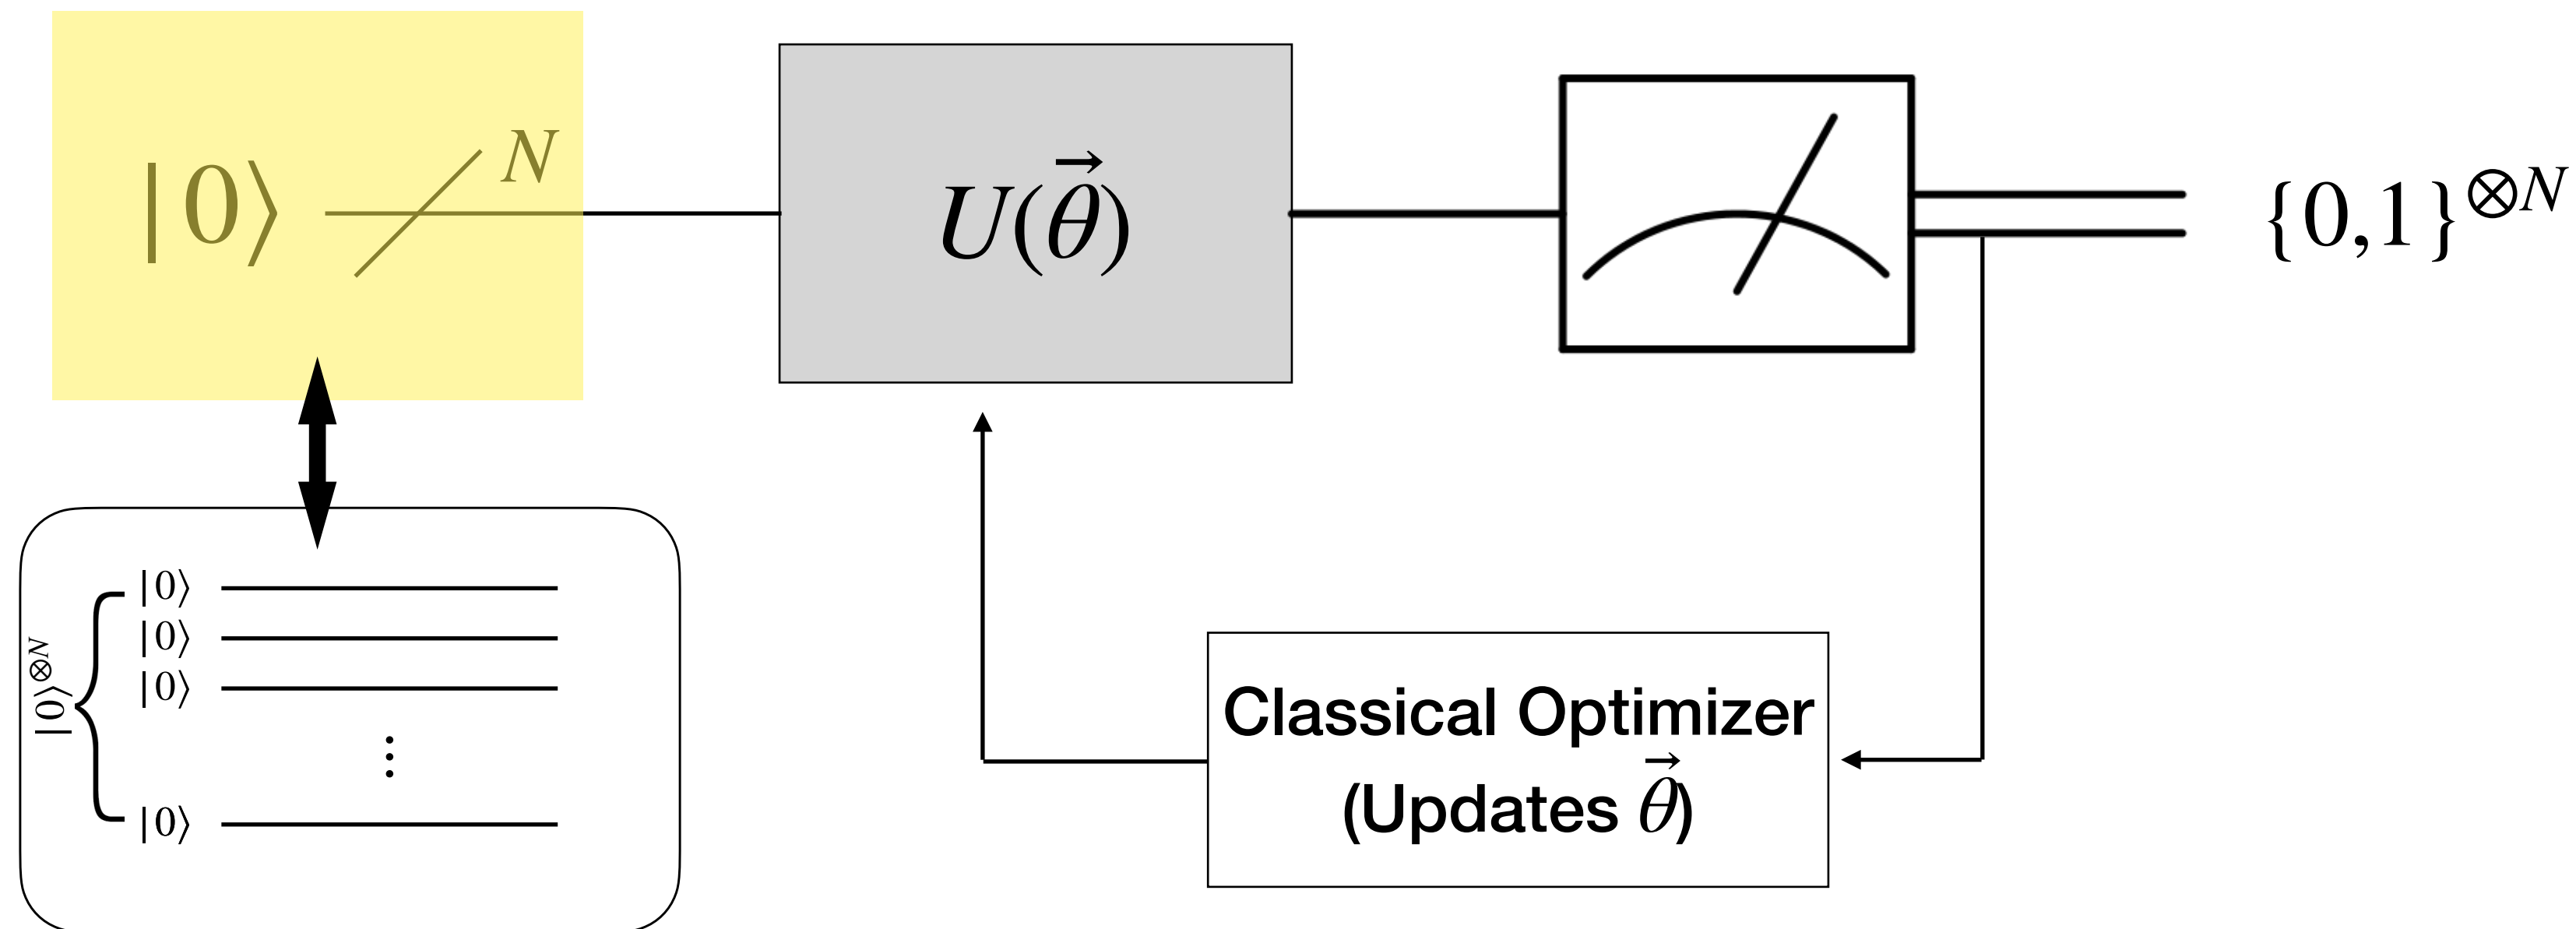 |0⟩ N
U(θ⃗)
{0,1}^{⊗N}
|0⟩^{⊗N}
|0⟩
|0⟩
|0⟩
⋮
|0⟩
Classical Optimizer
(Updates θ⃗)